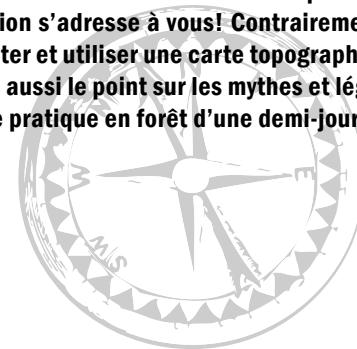 ion s’adresse à vous! Contraireme
ter et utiliser une carte topograph
aussi le point sur les mythes et lég
e pratique en forêt d’une demi-jour
W
E
SW